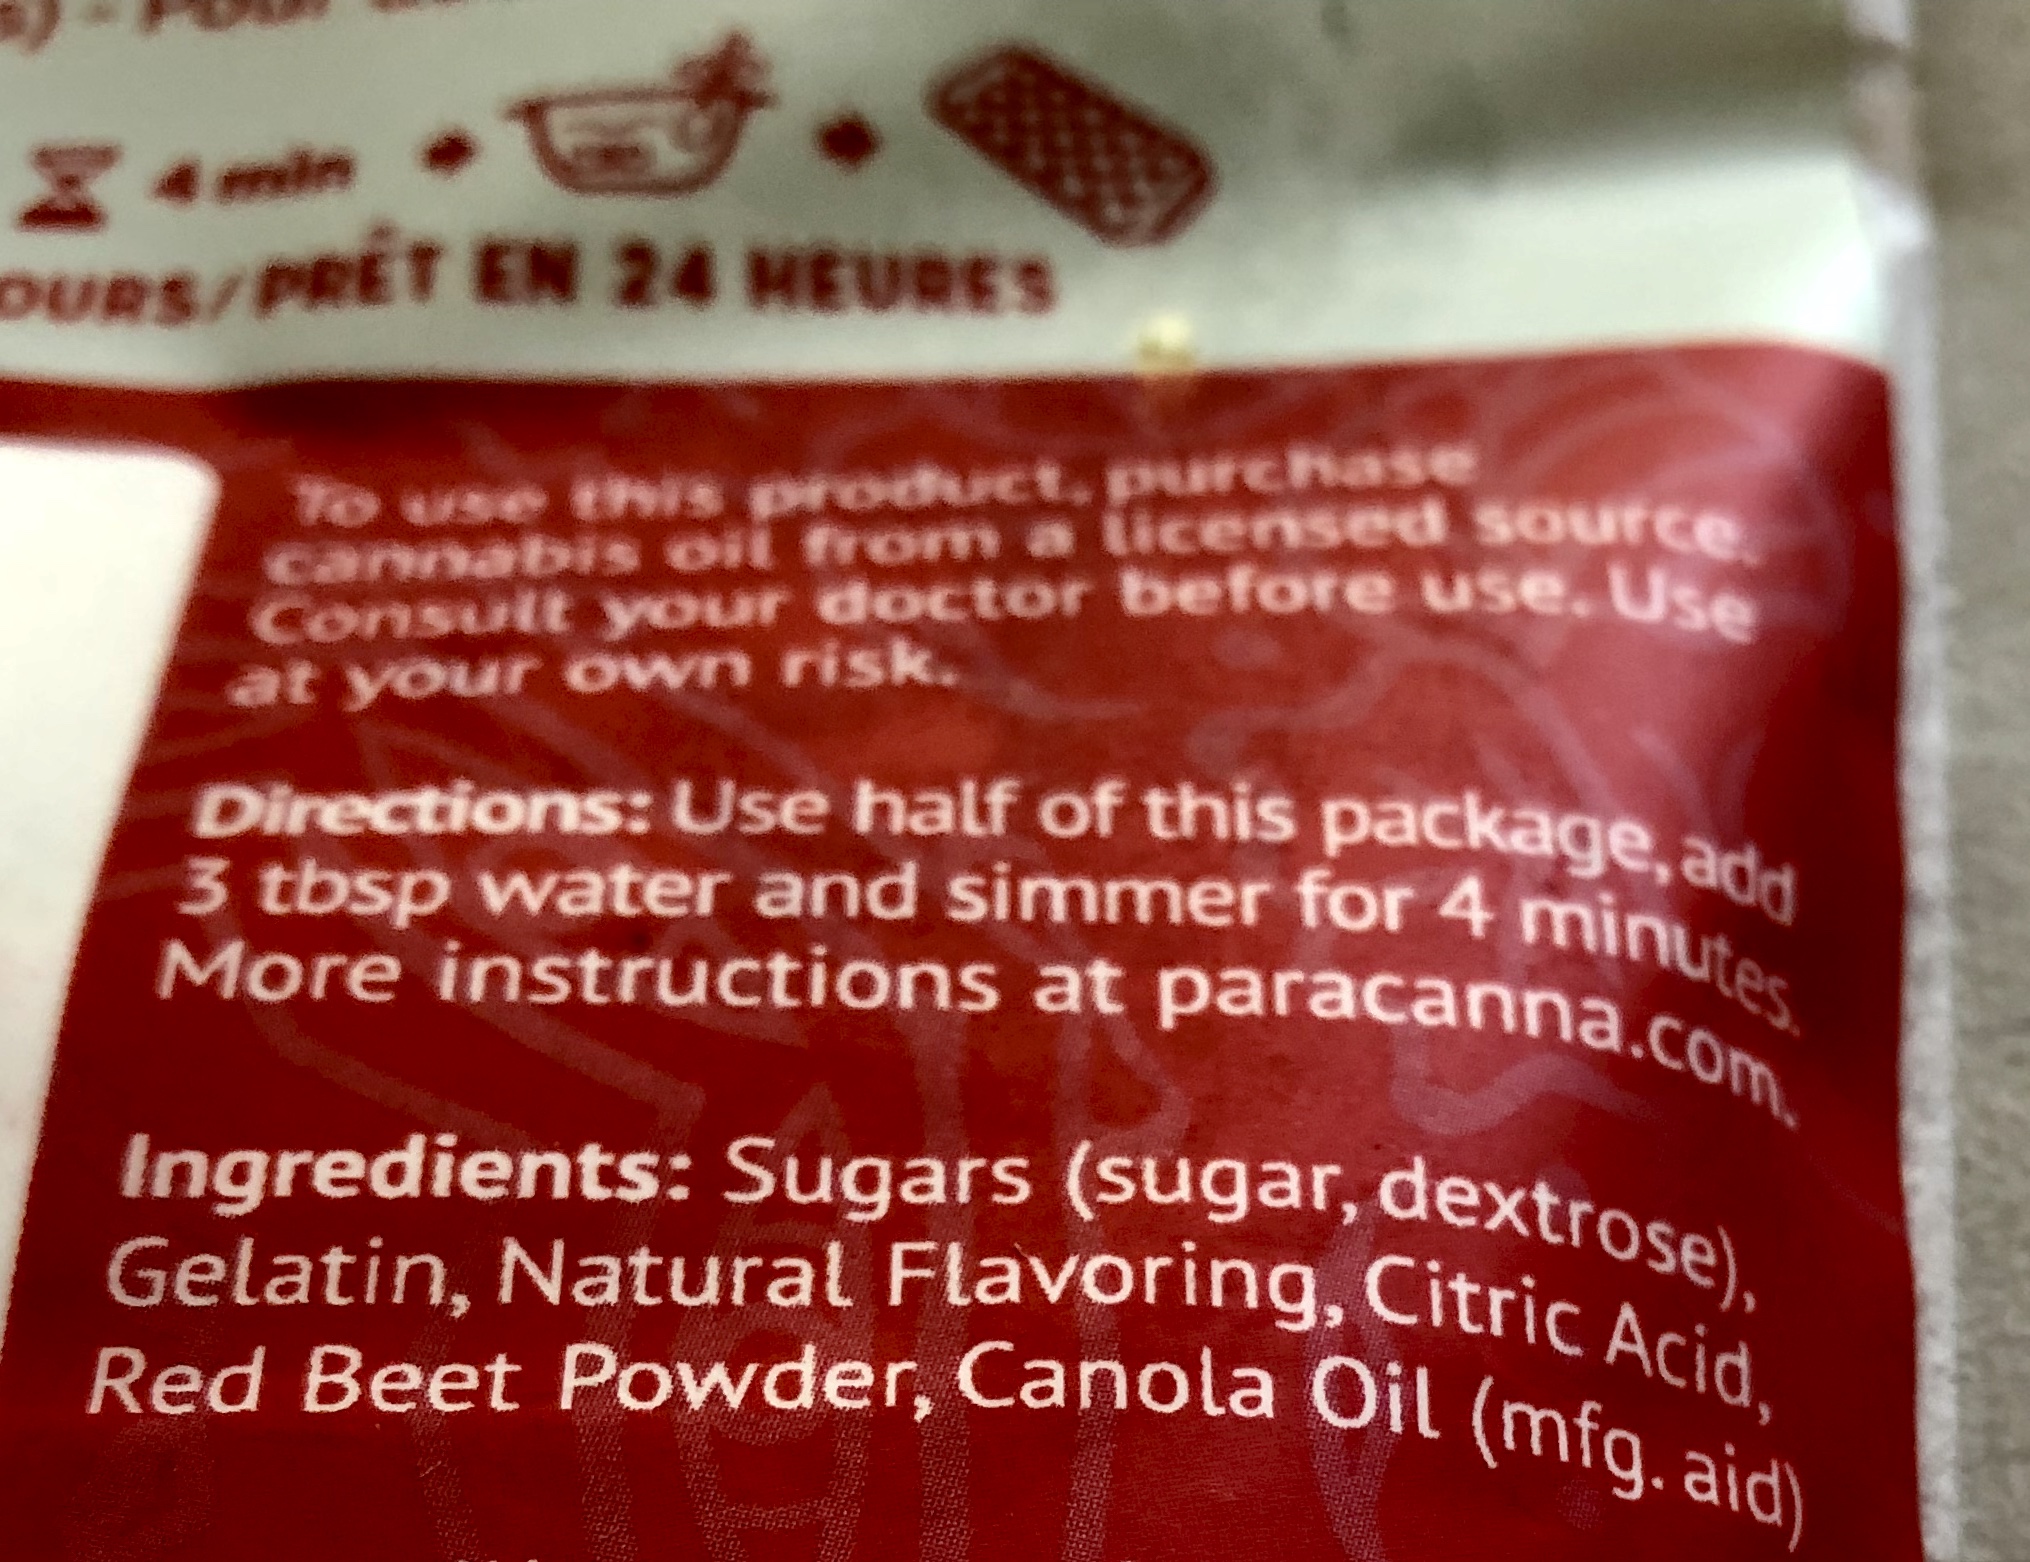 4 min
OURS/PRÊT EN 24 HEURES
To use this product, purchase
cannabis oil from a licensed source.
Consult your doctor before use. Use
at your own risk.
Directions: Use half of this package, add
3 tbsp water and simmer for 4 minutes.
More instructions at paracanna.com.
Ingredients: Sugars (sugar, dextrose),
Gelatin, Natural Flavoring, Citric Acid,
Red Beet Powder, Canola Oil (mfg. aid)